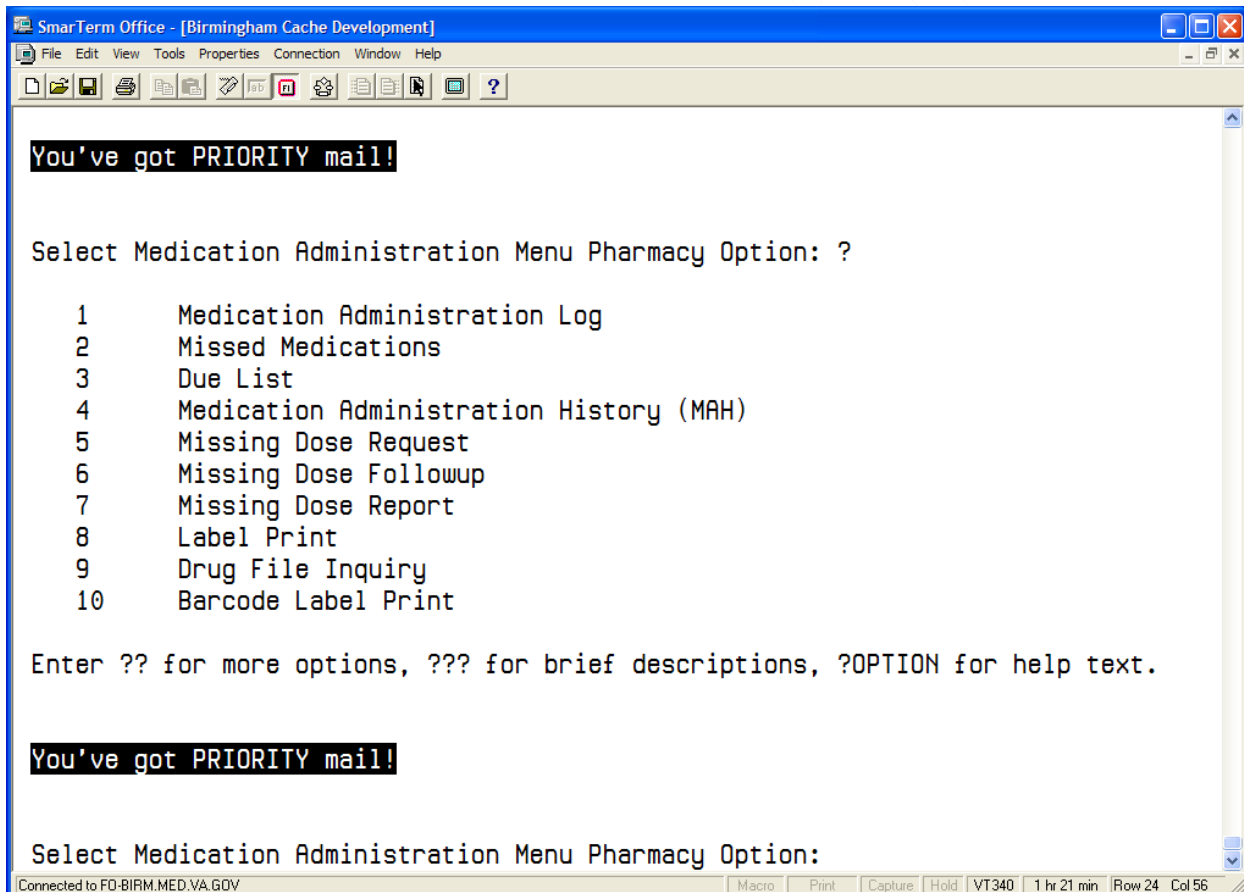 SmarTerm Office - [Birmingham Cache Development]
File Edit View Tools Properties Connection Window Help
You've got PRIORITY mail!
Select Medication Administration Menu Pharmacy Option: ?
1 Medication Administration Log
2 Missed Medications
3 Due List
4 Medication Administration History (MAH)
5 Missing Dose Request
6 Missing Dose Followup
7 Missing Dose Report
8 Label Print
9 Drug File Inquiry
10 Barcode Label Print
Enter ?? for more options, ??? for brief descriptions, ?OPTION for help text.
You've got PRIORITY mail!
Select Medication Administration Menu Pharmacy Option:
Connected to FO-BIRM.MED.VA.GOV Macro Print Capture Hold VT340 1 hr 21 min Row 24 Col 56